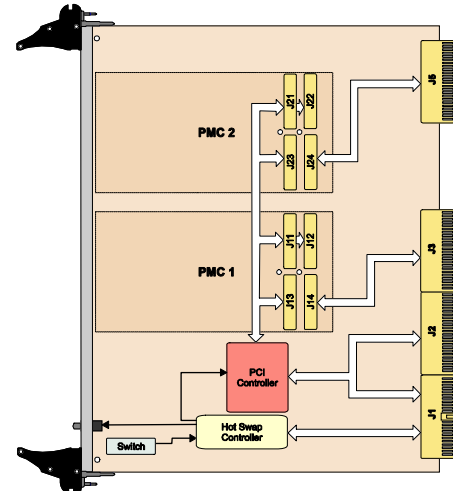 J5
J21
J22
PMC 2
J23
J24
J11
J12
J3
PMC 1
J13
J14
J2
PCI
Controller
J1
Hot Swap
Controller
Switch